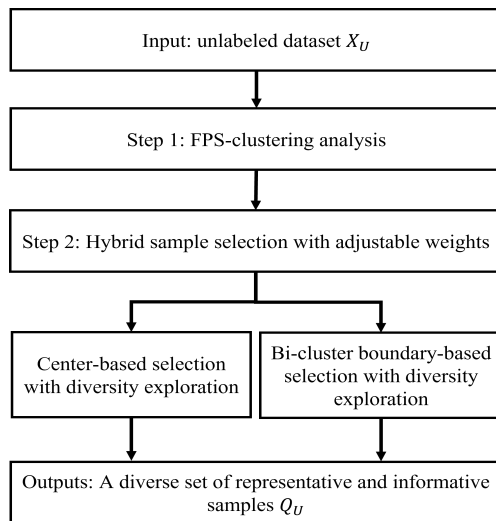 Input: unlabeled dataset X_U
Step 1: FPS-clustering analysis
Step 2: Hybrid sample selection with adjustable weights
Center-based selection
with diversity exploration
Bi-cluster boundary-based
selection with diversity
exploration
Outputs: A diverse set of representative and informative
samples Q_U